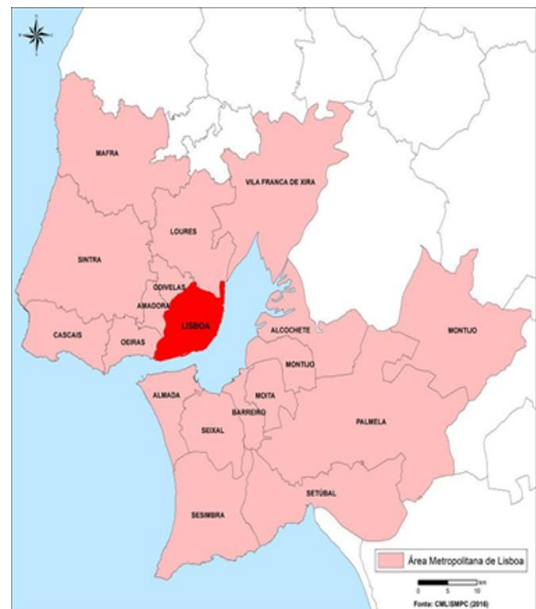 MAFRA
VILA FRANCA DE XIRA
LOURES
SINTRA
ODIVELAS
AMADORA
LISBOA
CASCAIS
OEIRAS
ALCOCHETE
MONTIJO
MONTIJO
ALMADA
MOITA
BARREIRO
SEIXAL
PALMELA
SETÚBAL
SESIMBRA
Área Metropolitana de Lisboa
km
0 5 10
Fonte: CML\SMPC (2016)